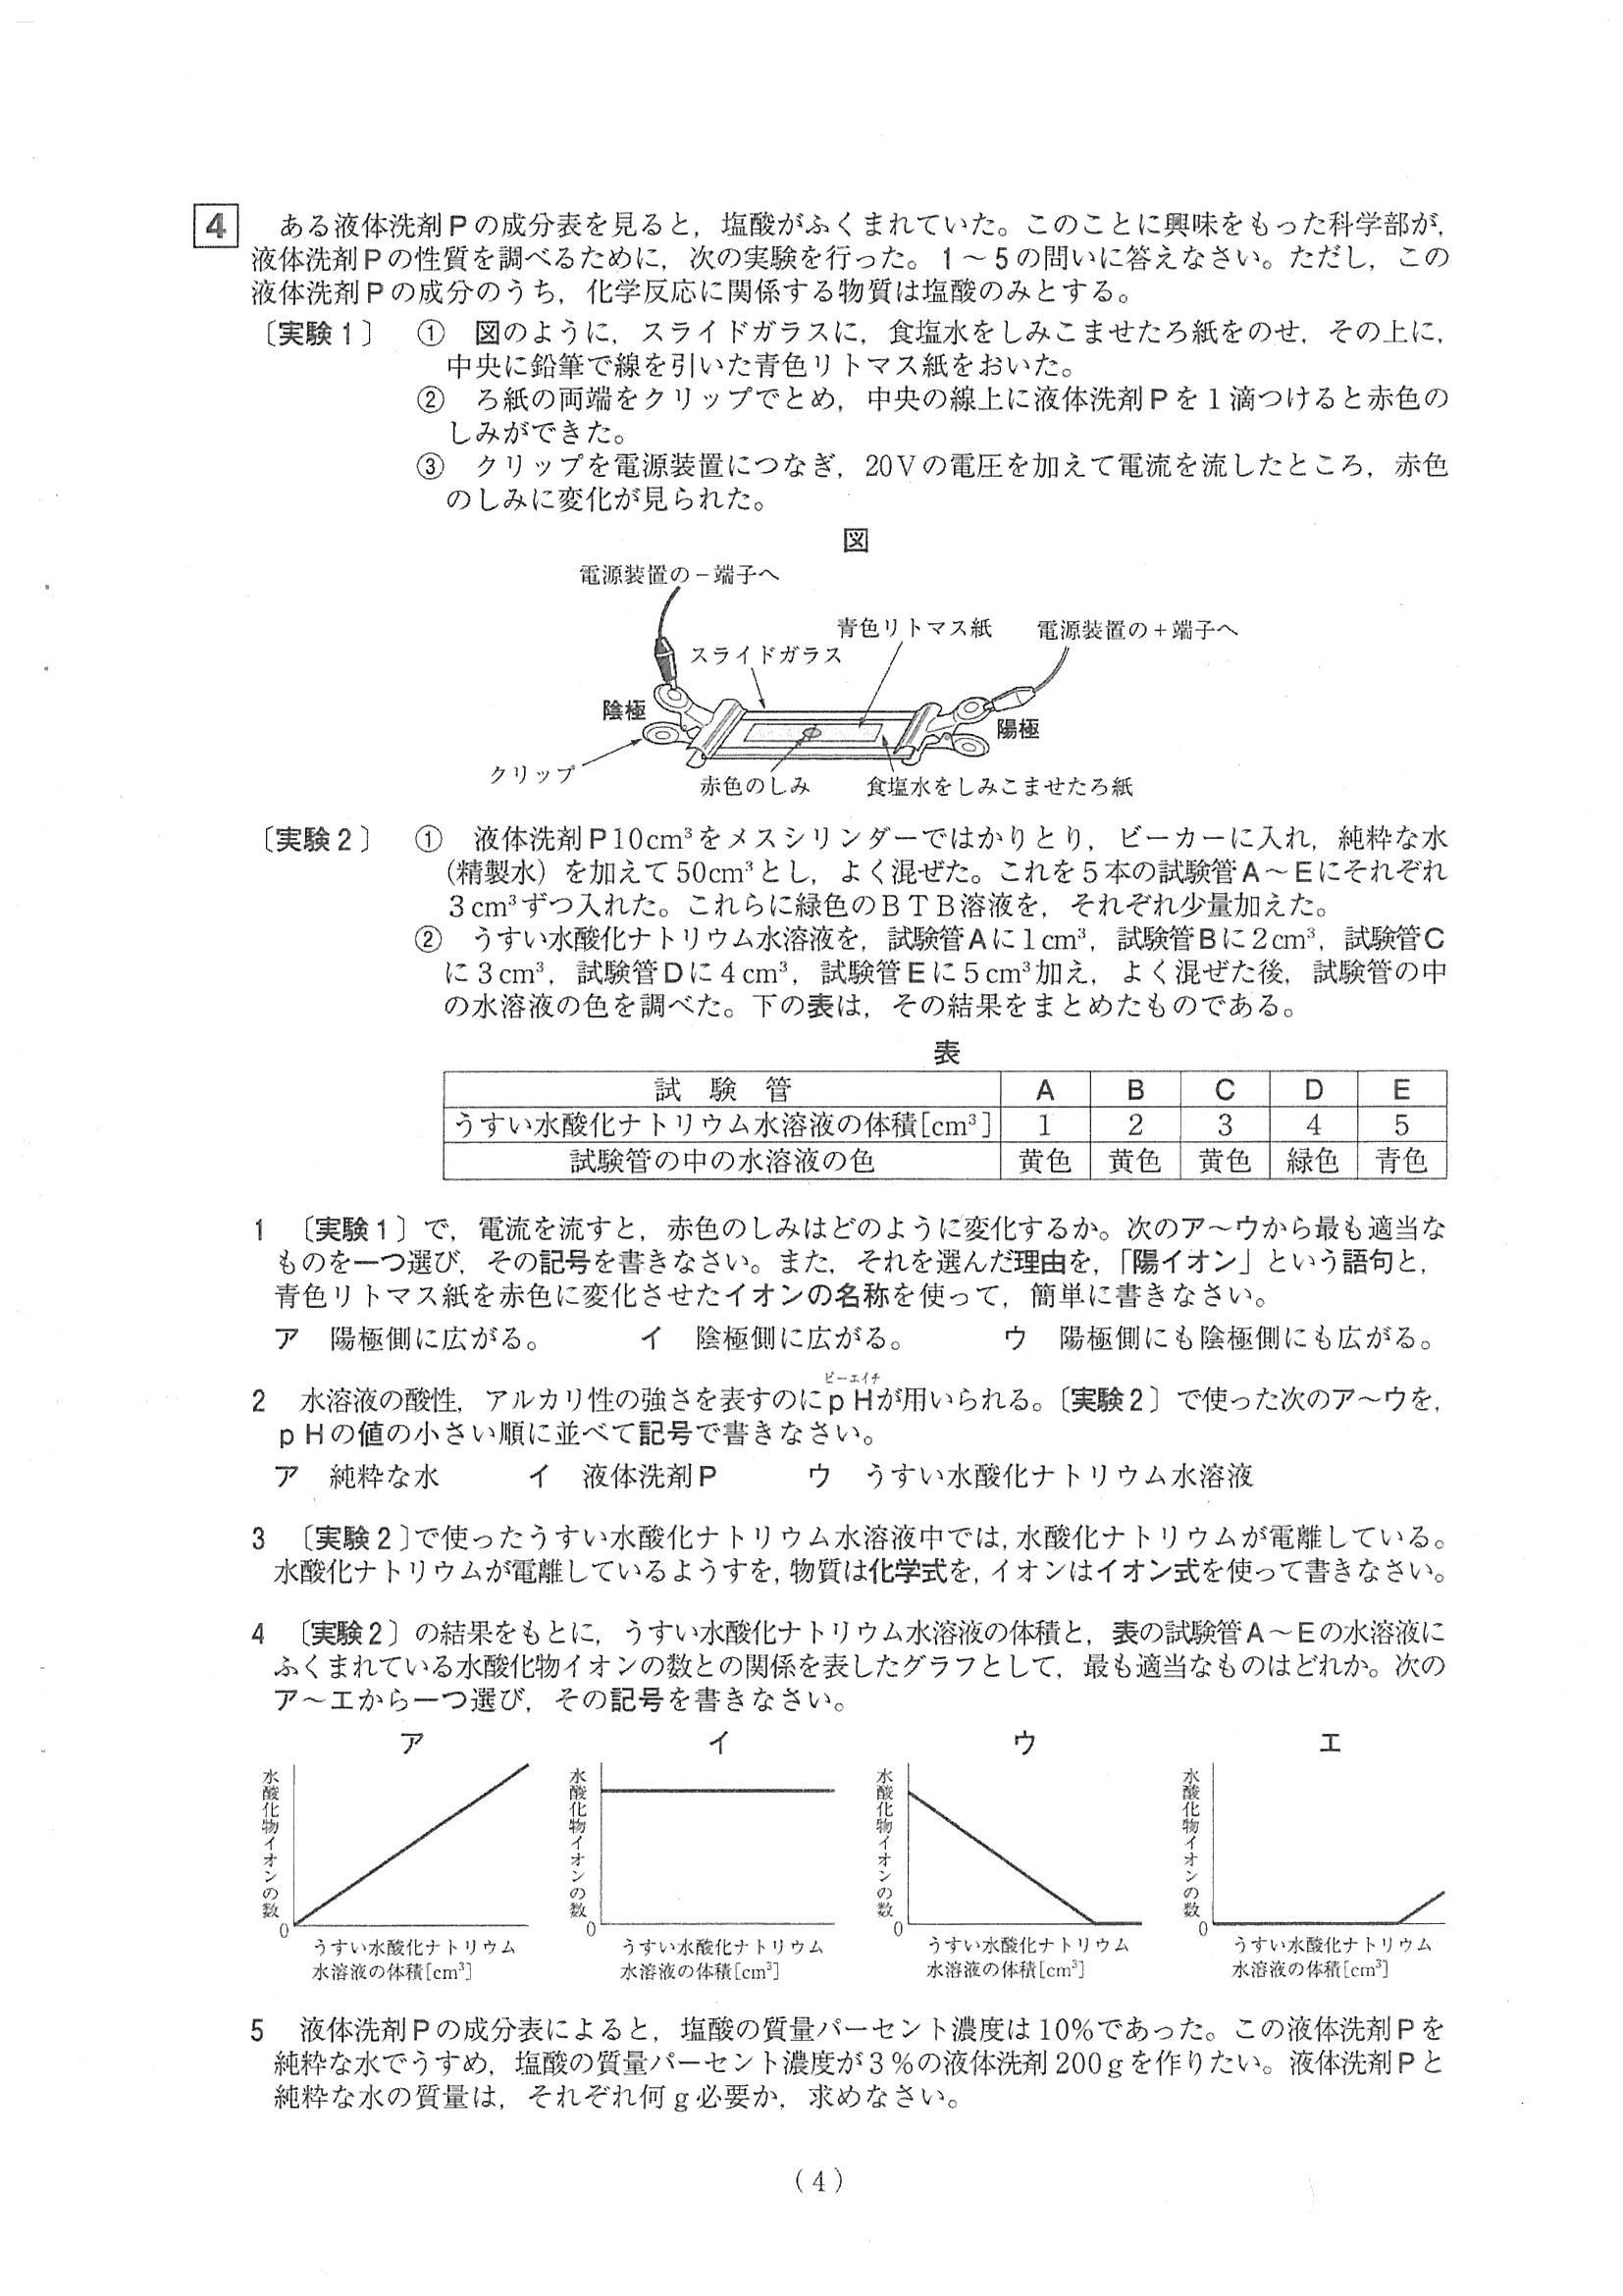 4 ある液体洗剤Pの成分表を見ると，塩酸がふくまれていた。このことに興味をもった科学部が，
液体洗剤Pの性質を調べるために，次の実験を行った。1～5の問いに答えなさい。ただし，この
液体洗剤Pの成分のうち，化学反応に関係する物質は塩酸のみとする。
〔実験1〕 ① 図のように，スライドガラスに，食塩水をしみこませたろ紙をのせ，その上に，
中央に鉛筆で線を引いた青色リトマス紙をおいた。
② ろ紙の両端をクリップでとめ，中央の線上に液体洗剤Pを1滴つけると赤色の
しみができた。
③ クリップを電源装置につなぎ，20Vの電圧を加えて電流を流したところ，赤色
のしみに変化が見られた。
図
電源装置の－端子へ
青色リトマス紙
電源装置の＋端子へ
スライドガラス
陰極
陽極
クリップ
赤色のしみ
食塩水をしみこませたろ紙
〔実験2〕 ① 液体洗剤P10cm³をメスシリンダーではかりとり，ビーカーに入れ，純粋な水
(精製水）を加えて50cm³とし，よく混ぜた。これを5本の試験管A～Eにそれぞれ
3cm³ずつ入れた。これらに緑色のBTB溶液を，それぞれ少量加えた。
② うすい水酸化ナトリウム水溶液を，試験管Aに1cm³，試験管Bに2cm³，試験管C
に3cm³，試験管Dに4cm³，試験管Eに5cm³加え，よく混ぜた後，試験管の中
の水溶液の色を調べた。下の表は，その結果をまとめたものである。
表
試 験 管 A B C D E
うすい水酸化ナトリウム水溶液の体積[cm³] 1 2 3 4 5
試験管の中の水溶液の色 黄色 黄色 黄色 緑色 青色
1 〔実験1〕で，電流を流すと，赤色のしみはどのように変化するか。次のア～ウから最も適当な
ものを一つ選び，その記号を書きなさい。また，それを選んだ理由を，「陽イオン」という語句と，
青色リトマス紙を赤色に変化させたイオンの名称を使って，簡単に書きなさい。
ア 陽極側に広がる。 イ 陰極側に広がる。 ウ 陽極側にも陰極側にも広がる。
ピーエイチ
2 水溶液の酸性，アルカリ性の強さを表すのにpHが用いられる。〔実験2〕で使った次のア～ウを，
pHの値の小さい順に並べて記号で書きなさい。
ア 純粋な水 イ 液体洗剤P ウ うすい水酸化ナトリウム水溶液
3 〔実験2〕で使ったうすい水酸化ナトリウム水溶液中では，水酸化ナトリウムが電離している。
水酸化ナトリウムが電離しているようすを，物質は化学式を，イオンはイオン式を使って書きなさい。
4 〔実験2〕の結果をもとに，うすい水酸化ナトリウム水溶液の体積と，表の試験管A～Eの水溶液に
ふくまれている水酸化物イオンの数との関係を表したグラフとして，最も適当なものはどれか。次の
ア～エから一つ選び，その記号を書きなさい。
ア
水酸化物イオンの数
0
うすい水酸化ナトリウム
水溶液の体積[cm³]
イ
水酸化物イオンの数
0
うすい水酸化ナトリウム
水溶液の体積[cm³]
ウ
水酸化物イオンの数
0
うすい水酸化ナトリウム
水溶液の体積[cm³]
エ
水酸化物イオンの数
0
うすい水酸化ナトリウム
水溶液の体積[cm³]
5 液体洗剤Pの成分表によると，塩酸の質量パーセント濃度は10%であった。この液体洗剤Pを
純粋な水でうすめ，塩酸の質量パーセント濃度が3%の液体洗剤200gを作りたい。液体洗剤Pと
純粋な水の質量は，それぞれ何g必要か，求めなさい。
(4)